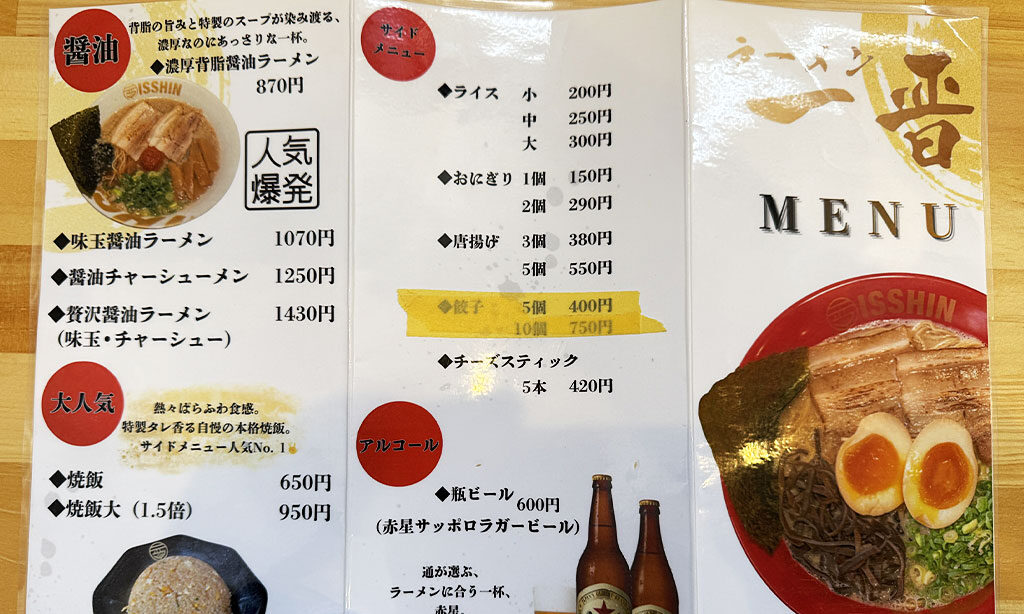 醤油
背脂の旨みと特製のスープが染み渡る、
濃厚なのにあっさりな一杯。
◆濃厚背脂醤油ラーメン
870円
ISSHIN
人気
爆発
◆味玉醤油ラーメン 1070円
◆醤油チャーシューメン 1250円
◆贅沢醤油ラーメン 1430円
(味玉・チャーシュー)
大人気
熱々ぱらふわ食感。
特製タレ香る自慢の本格焼飯。
サイドメニュー人気No. 1
◆焼飯 650円
◆焼飯大(1.5倍) 950円
サイド
メニュー
◆ライス 小 200円
中 250円
大 300円
◆おにぎり 1個 150円
2個 290円
◆唐揚げ 3個 380円
5個 550円
◆餃子 5個 400円
10個 750円
◆チーズスティック
5本 420円
アルコール
◆瓶ビール 600円
(赤星サッポロラガービール)
通が選ぶ、
ラーメンに合う一杯、
赤星。
ラーメン
一晋
MENU
ISSHIN